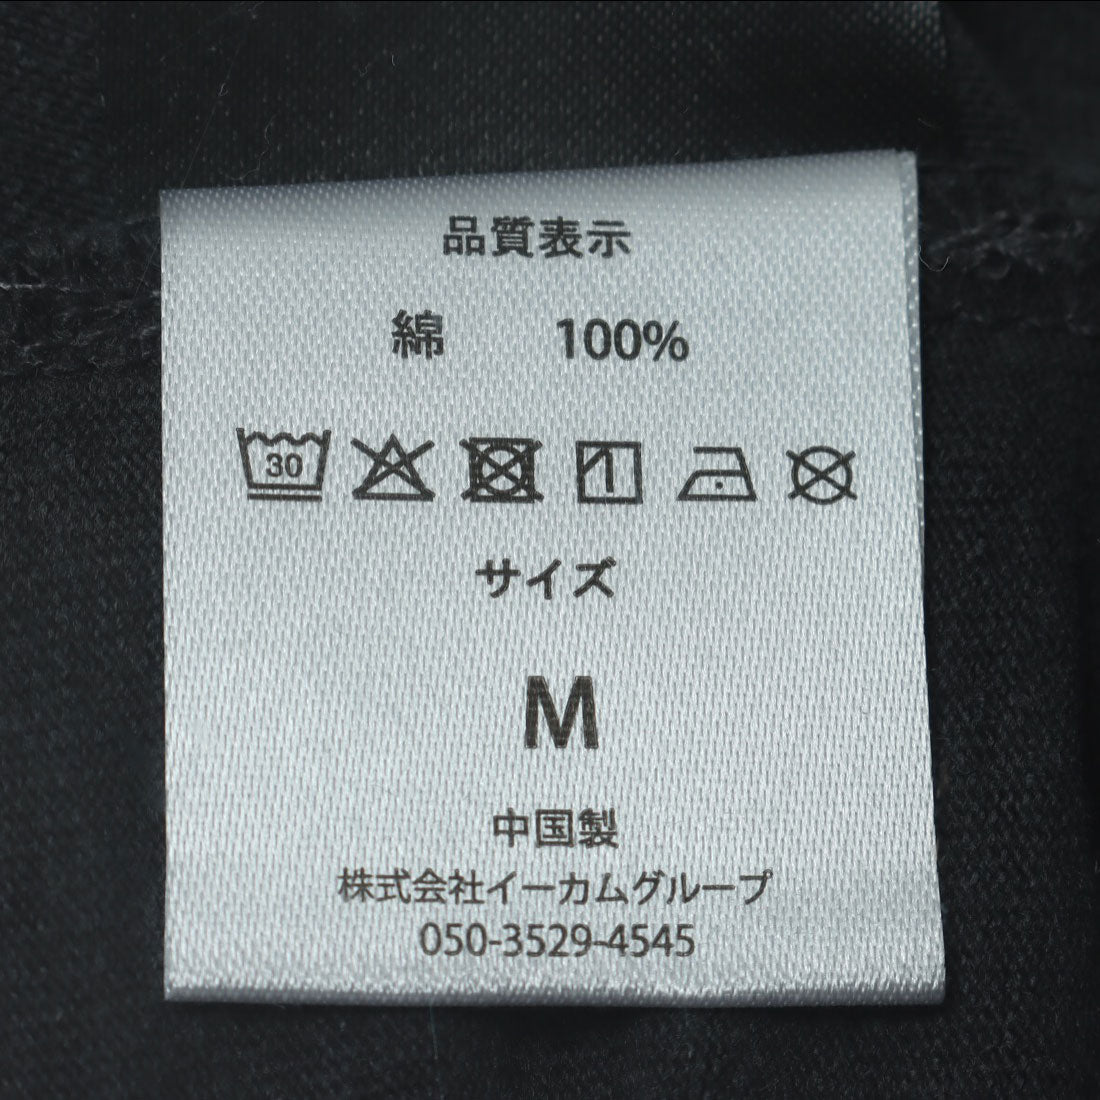 品質表示
綿 100%
30
サイズ
M
中国製
株式会社イーカムグループ
050-3529-4545